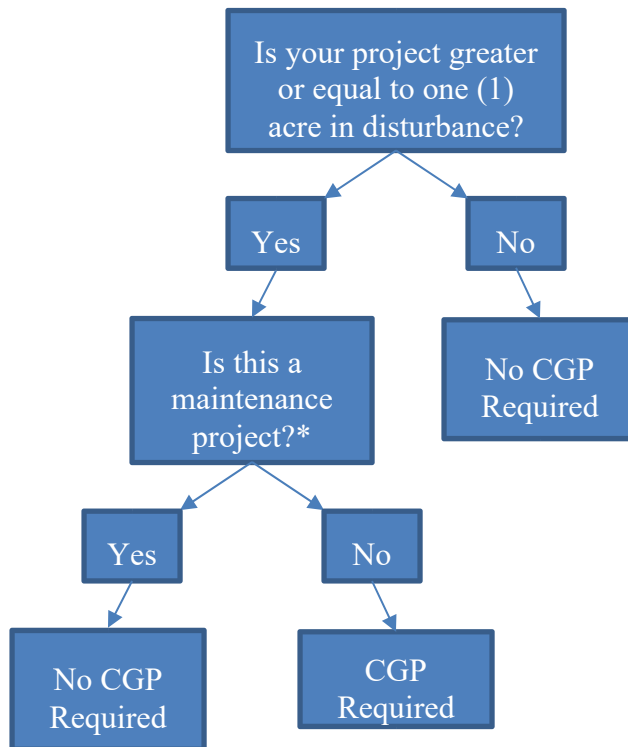 Is your project greater
or equal to one (1)
acre in disturbance?
Yes
No
Is this a
maintenance
project?*
No CGP
Required
Yes
No
No CGP
Required
CGP
Required